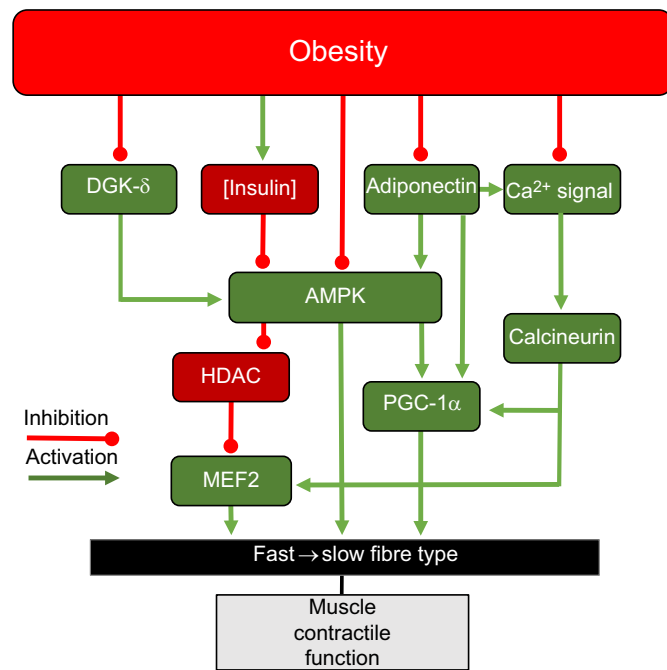 Obesity
DGK-δ
[Insulin]
Adiponectin
Ca²⁺ signal
AMPK
Calcineurin
HDAC
PGC-1α
Inhibition
Activation
MEF2
Fast→slow fibre type
Muscle
contractile
function